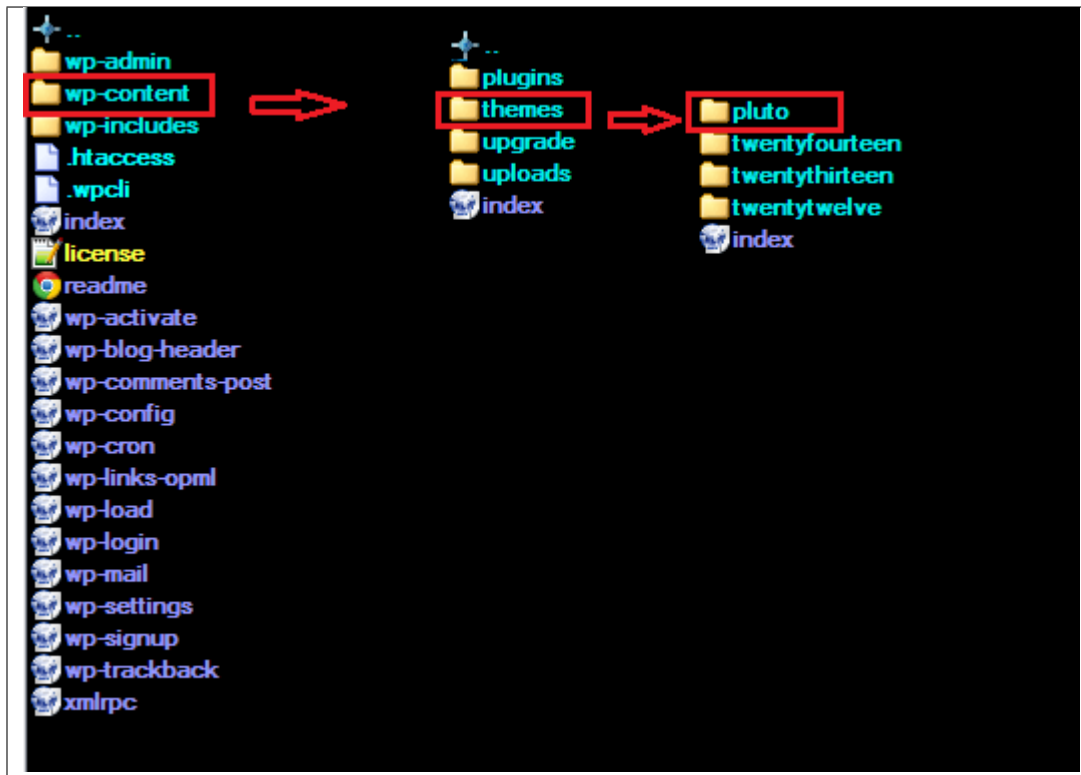 ..
wp-admin
wp-content
wp-includes
.htaccess
.wpcli
index
license
readme
wp-activate
wp-blog-header
wp-comments-post
wp-config
wp-cron
wp-links-opml
wp-load
wp-login
wp-mail
wp-settings
wp-signup
wp-trackback
xmlrpc
..
plugins
themes
upgrade
uploads
index
pluto
twentyfourteen
twentythirteen
twentytwelve
index